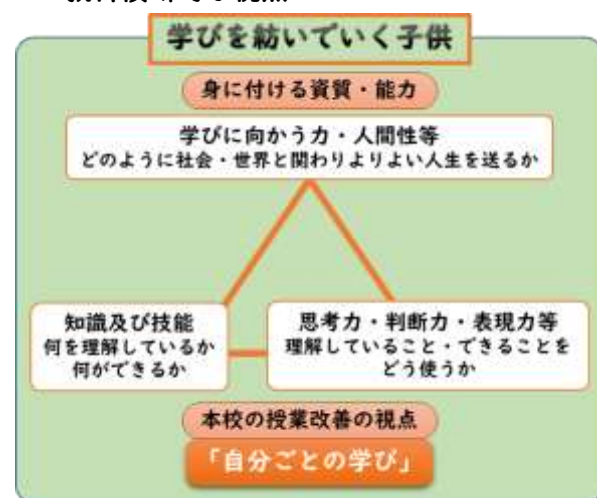 学びを紡いでいく子供
身に付ける資質・能力
学びに向かう力・人間性等
どのように社会・世界と関わりよりよい人生を送るか
知識及び技能
何を理解しているか
何ができるか
思考力・判断力・表現力等
理解していること・できることを
どう使うか
本校の授業改善の視点
「自分ごとの学び」